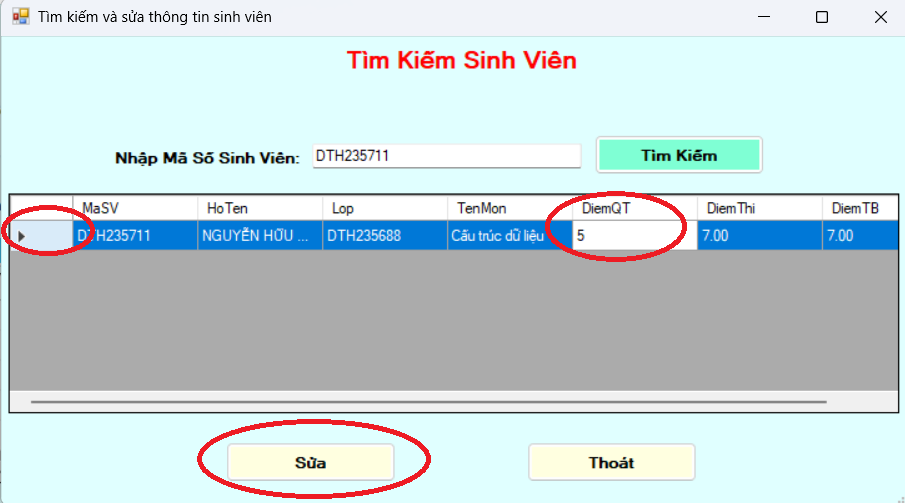 Tìm kiếm và sửa thông tin sinh viên
Tìm Kiếm Sinh Viên
Nhập Mã Số Sinh Viên: DTH235711 Tìm Kiếm
MaSV HoTen Lop TenMon DiemQT DiemThi DiemTB
DTH235711 NGUYỄN HỮU ... DTH235688 Cấu trúc dữ liệu 5 7.00 7.00
Sửa Thoát